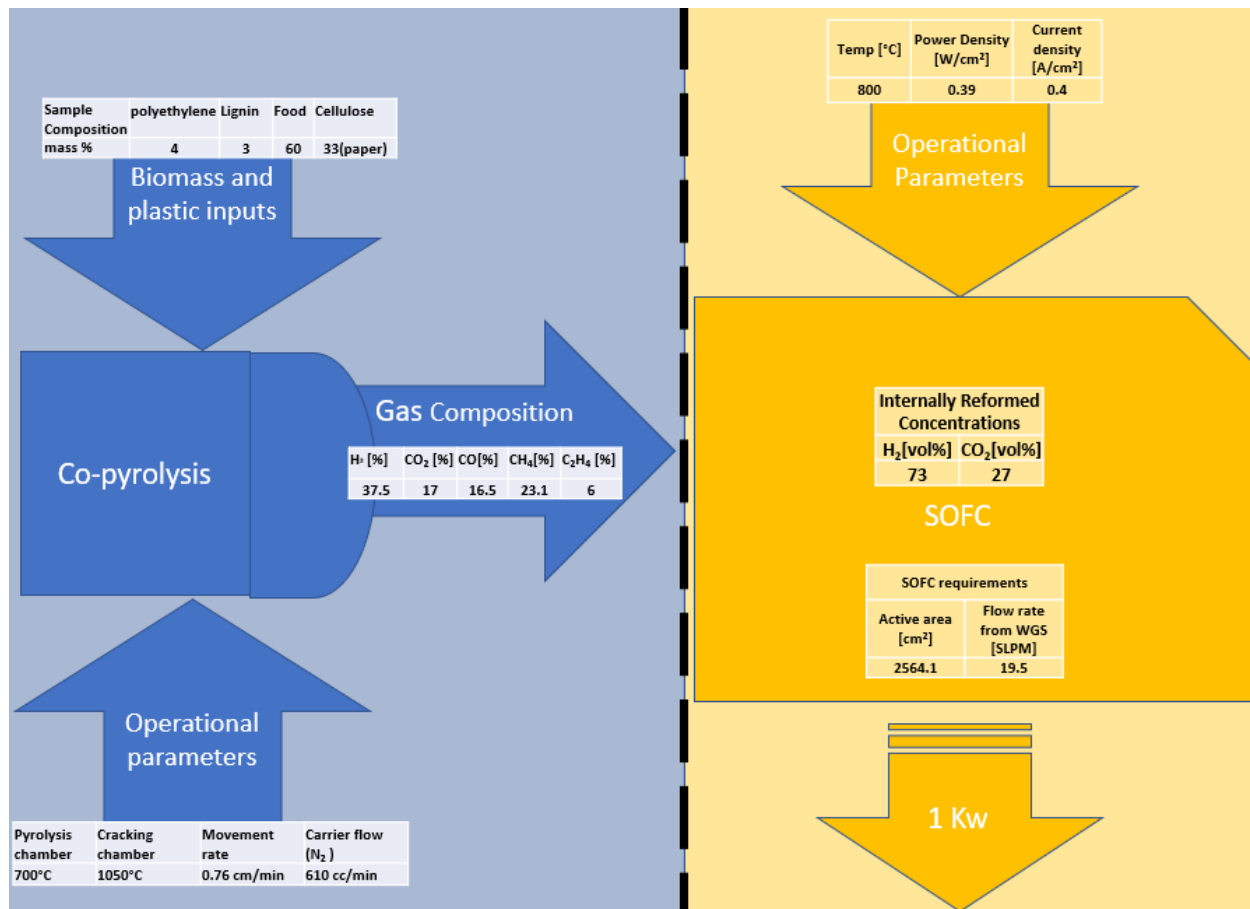 Sample Composition polyethylene Lignin Food Cellulose
mass % 4 3 60 33(paper)
Biomass and
plastic inputs
Co-pyrolysis
Gas Composition
H₂ [%] CO₂ [%] CO[%] CH₄[%] C₂H₄ [%]
37.5 17 16.5 23.1 6
Operational
parameters
Pyrolysis chamber Cracking chamber Movement rate Carrier flow (N₂ )
700°C 1050°C 0.76 cm/min 610 cc/min
Temp [°C] Power Density [W/cm²] Current density [A/cm²]
800 0.39 0.4
Operational
Parameters
Internally Reformed
Concentrations
H₂[vol%] CO₂[vol%]
73 27
SOFC
SOFC requirements
Active area [cm²] Flow rate from WGS [SLPM]
2564.1 19.5
1 Kw